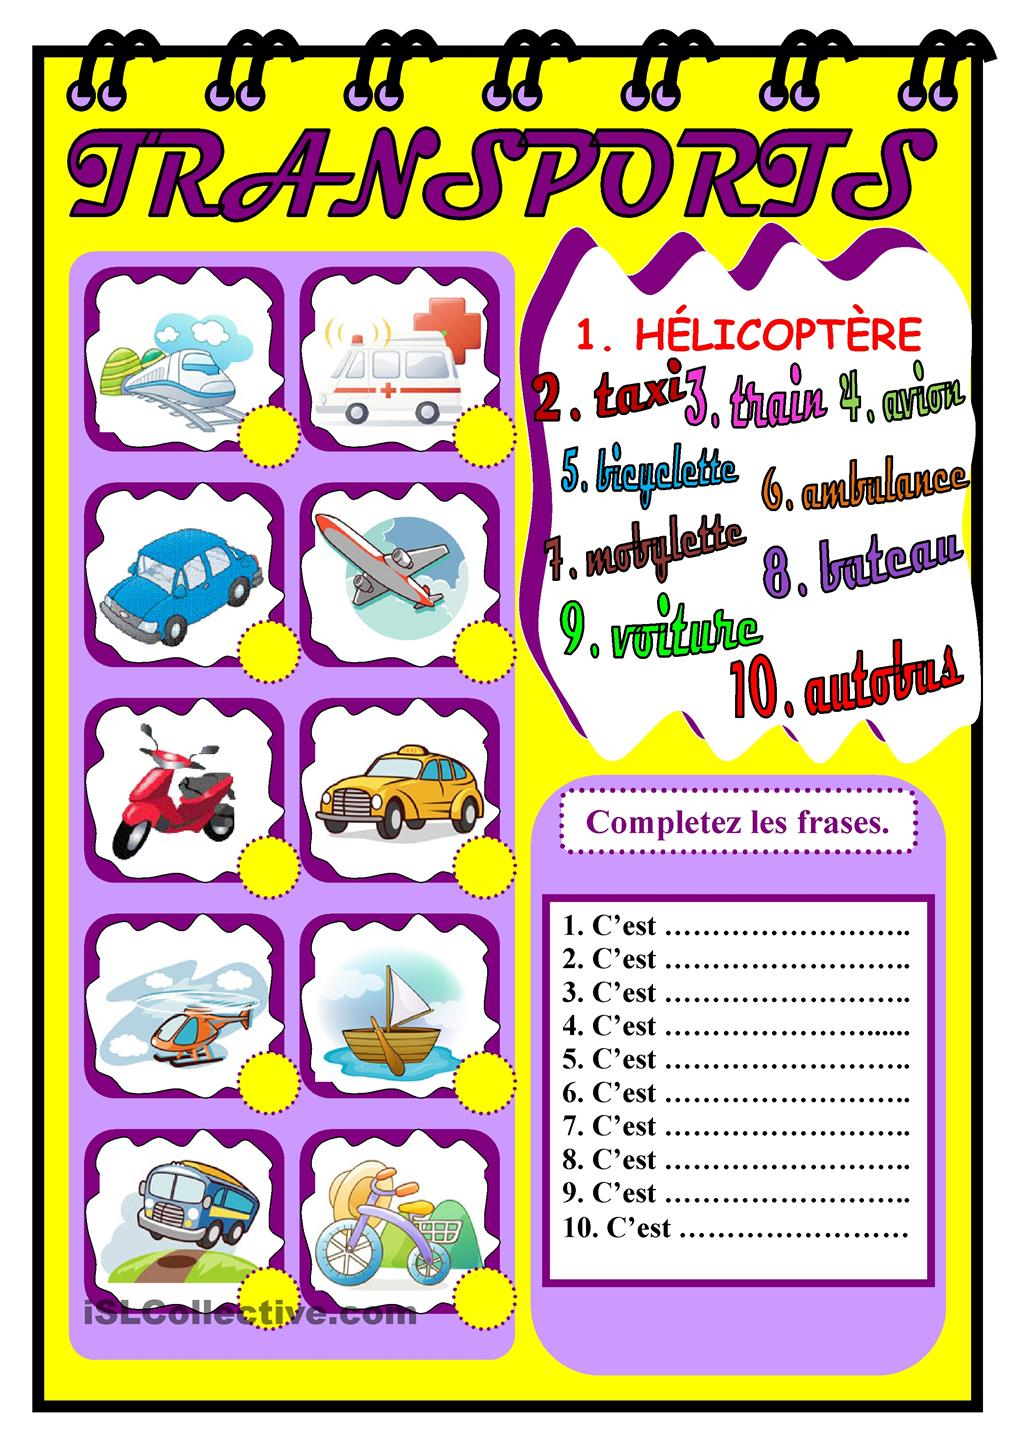 TRANSPORTS
1. HÉLICOPTÈRE
2. taxi
3. train
4. avion
5. bicyclette
6. ambulance
7. mobylette
8. bateau
9. voiture
10. autobus
TAXI
Completez les frases.
1. C’est ……………………..
2. C’est …………………….
3. C’est ……………………..
4. C’est …………………......
5. C’est ……………………..
6. C’est ……………………..
7. C’est …………………….
8. C’est ……………………..
9. C’est ……………………..
10. C’est ……………………
iSLCollective.com